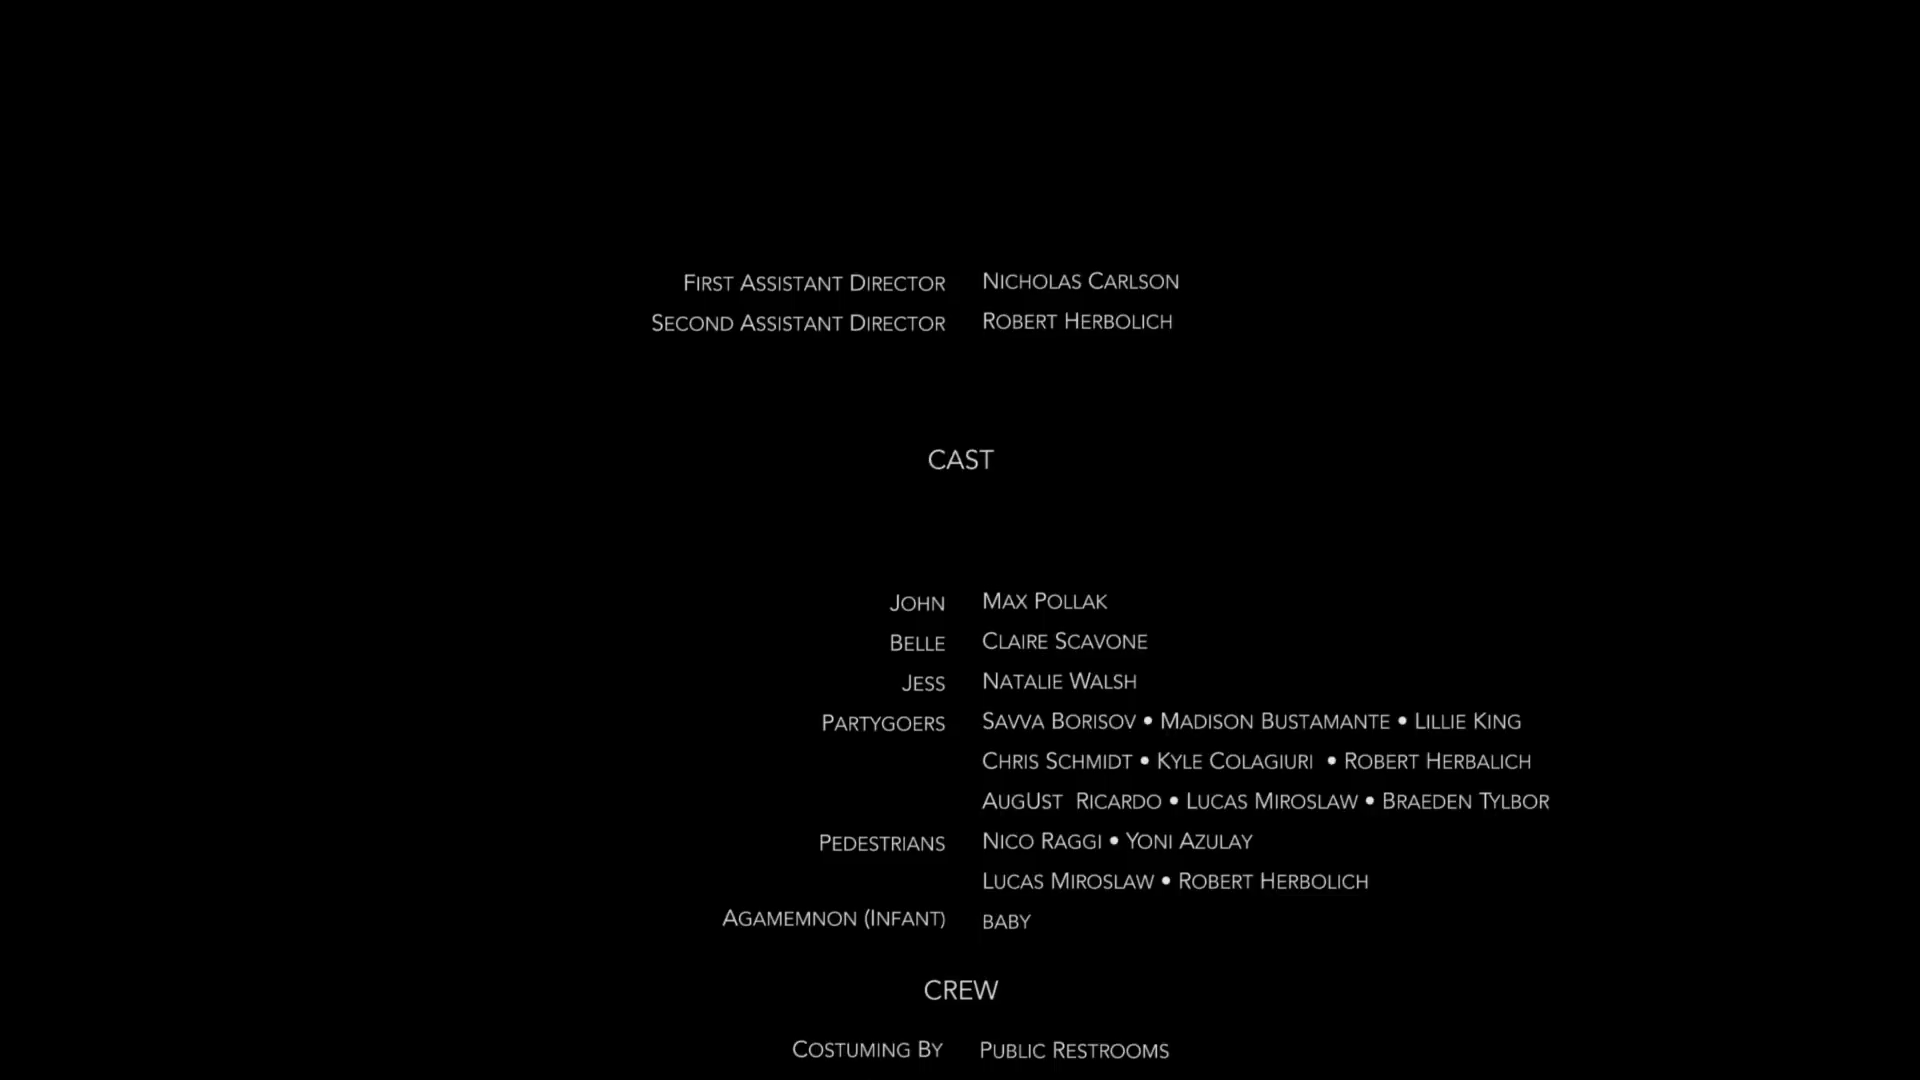 First Assistant Director Nicholas Carlson
Second Assistant Director Robert Herbolich
CAST
John Max Pollak
Belle Claire Scavone
Jess Natalie Walsh
Partygoers Savva Borisov • Madison Bustamante • Lillie King
Chris Schmidt • Kyle Colagiuri • Robert Herbalich
AugUst Ricardo • Lucas Miroslaw • Braeden Tylbor
Pedestrians Nico Raggi • Yoni Azulay
Lucas Miroslaw • Robert Herbolich
Agamemnon (Infant) baby
CREW
Costuming By Public Restrooms